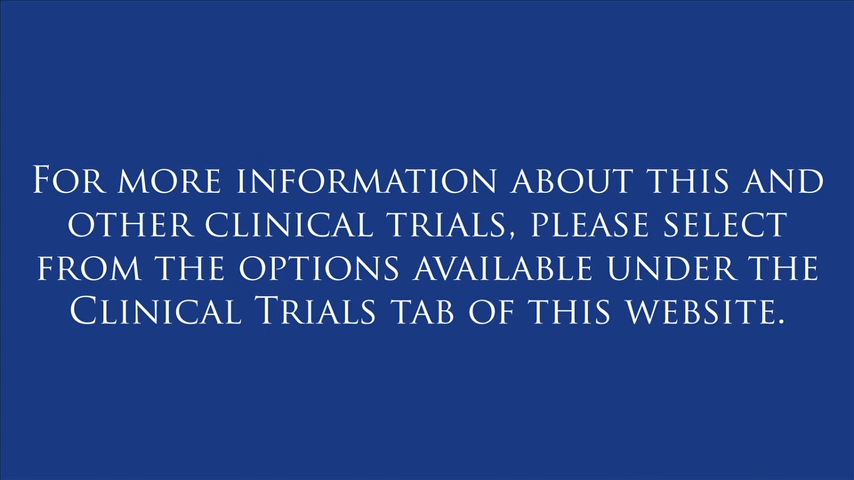 For more information about this and
other clinical trials, please select
from the options available under the
Clinical Trials tab of this website.